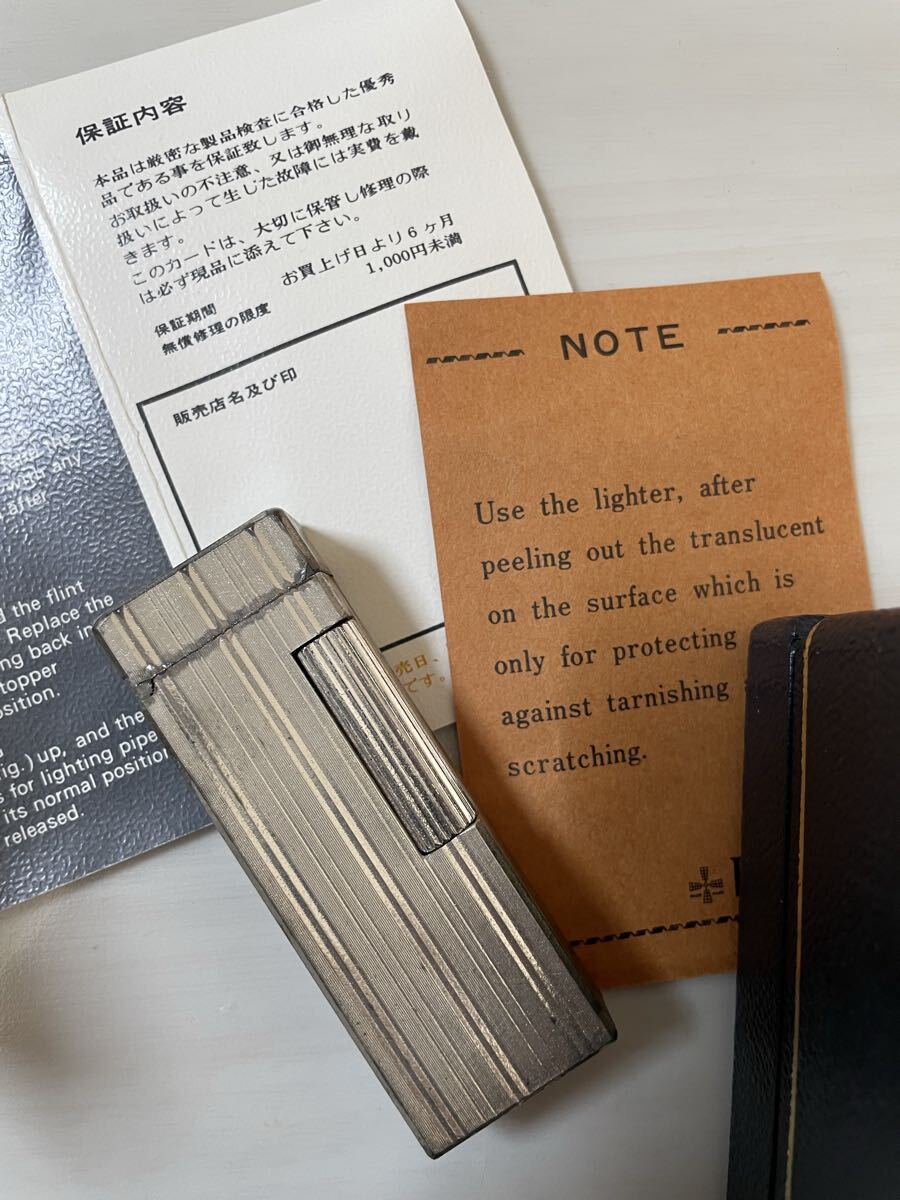 保証内容
本品は厳密な製品検査に合格した優秀
品である事を保証致します。
お取扱いの不注意、又は御無理な取り
扱いによって生じた故障には実費を戴
きます。
このカードは、大切に保管し修理の際
は必ず現品に添えて下さい。
保証期間 お買上げ日より6ヶ月
無償修理の限度 1,000円未満
販売店名及び印
売日、
です。
NOTE
Use the lighter, after
peeling out the translucent
on the surface which is
only for protecting
against tarnishing
scratching.
the
any
after
the flint
Replace the
back in
position.
up, and the
for lighting pipe
its normal position
released.